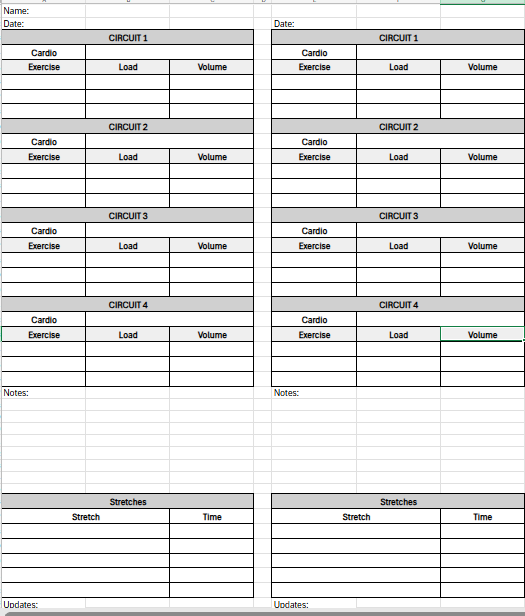 Name:
Date: Date:
CIRCUIT 1 CIRCUIT 1
Cardio Cardio
Exercise Load Volume Exercise Load Volume
CIRCUIT 2 CIRCUIT 2
Cardio Cardio
Exercise Load Volume Exercise Load Volume
CIRCUIT 3 CIRCUIT 3
Cardio Cardio
Exercise Load Volume Exercise Load Volume
CIRCUIT 4 CIRCUIT 4
Cardio Cardio
Exercise Load Volume Exercise Load Volume
Notes: Notes:
Stretches Stretches
Stretch Time Stretch Time
Updates: Updates: